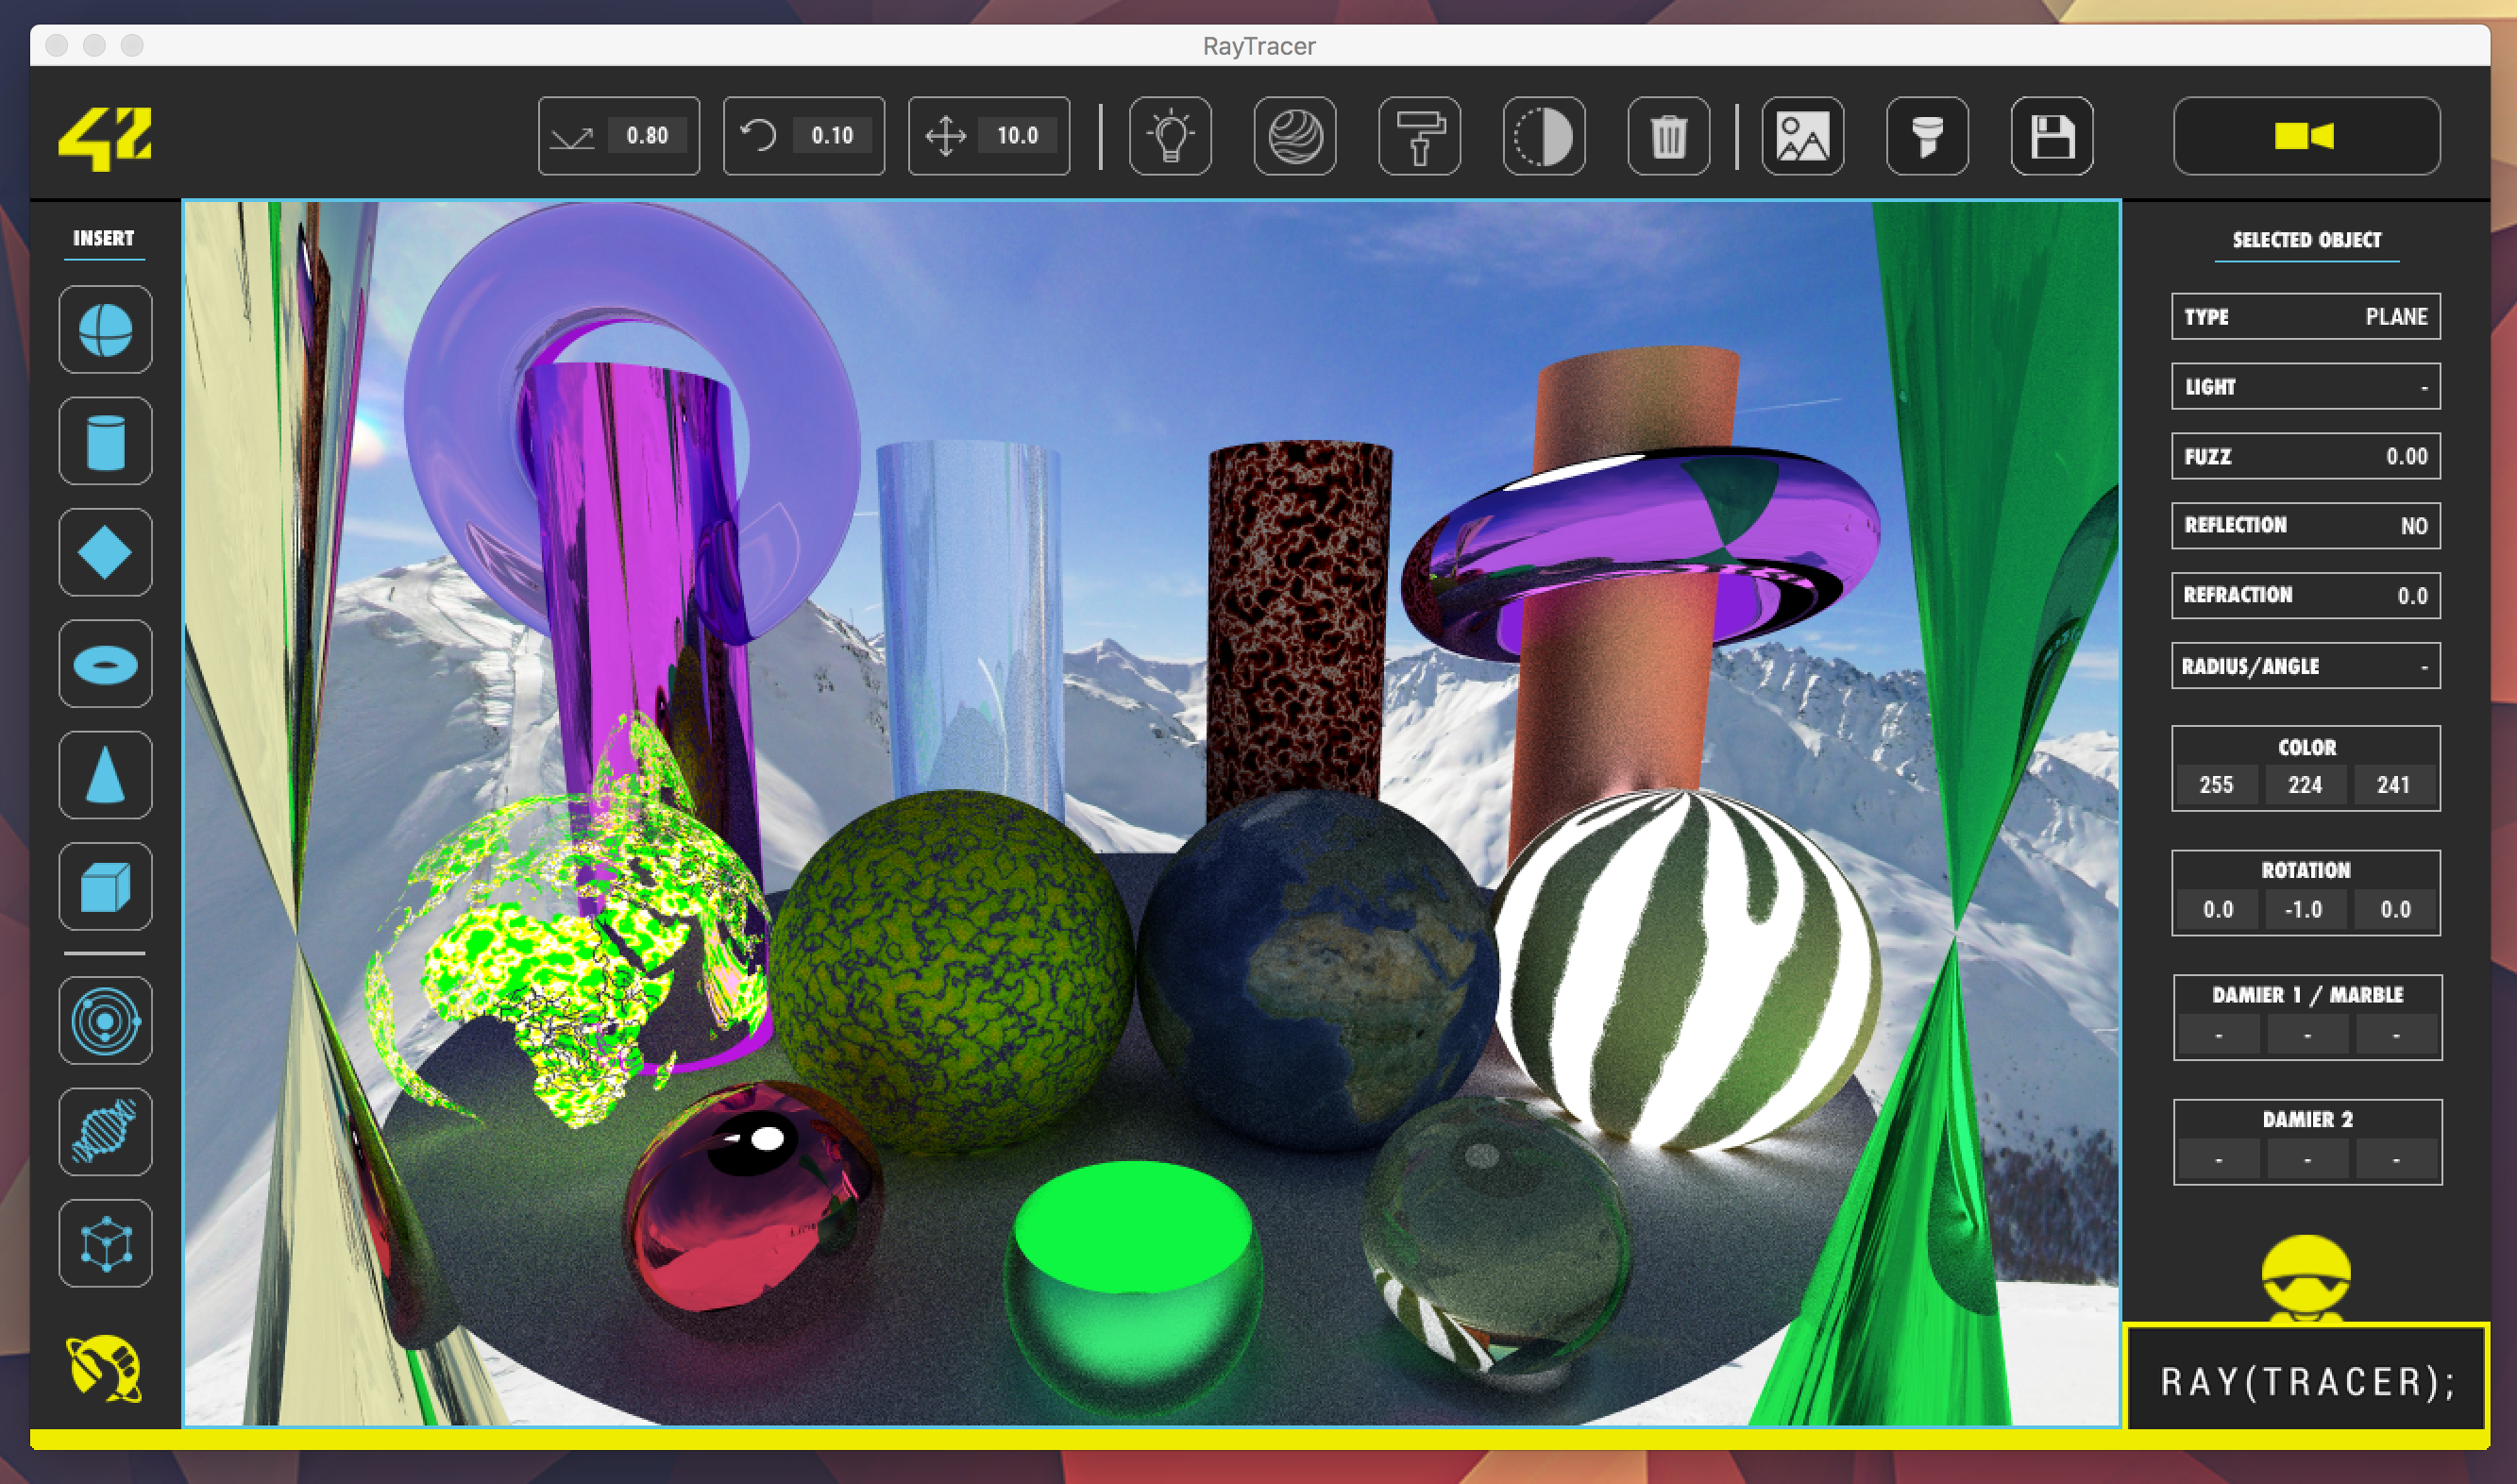 RayTracer
42
0.80
0.10
10.0
INSERT
SELECTED OBJECT
TYPE PLANE
LIGHT -
FUZZ 0.00
REFLECTION NO
REFRACTION 0.0
RADIUS/ANGLE -
COLOR
255 224 241
ROTATION
0.0 -1.0 0.0
DAMIER 1 / MARBLE
- - -
DAMIER 2
- - -
RAY(TRACER);